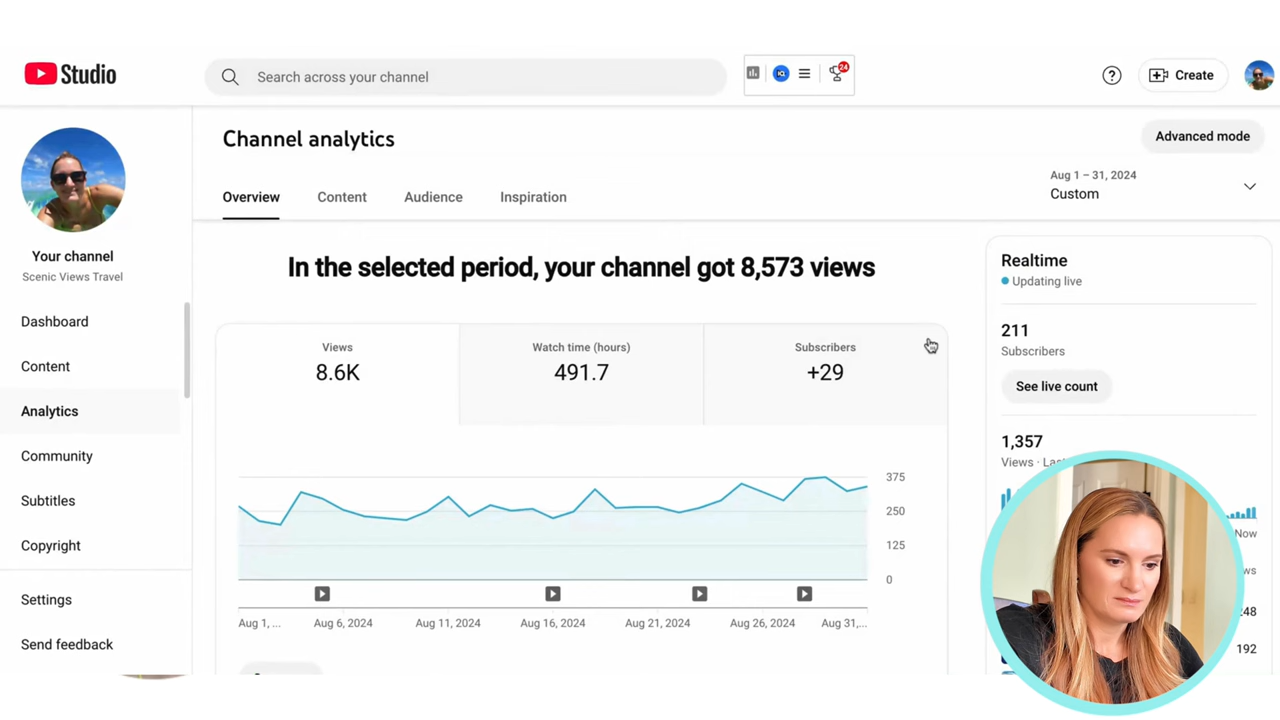 Studio
Search across your channel
IQ
24
?
Create
Channel analytics
Advanced mode
Overview
Content
Audience
Inspiration
Aug 1 – 31, 2024
Custom
Your channel
Scenic Views Travel
Dashboard
Content
Analytics
Community
Subtitles
Copyright
Settings
Send feedback
In the selected period, your channel got 8,573 views
Views
8.6K
Watch time (hours)
491.7
Subscribers
+29
375
250
125
0
Aug 1, ...
Aug 6, 2024
Aug 11, 2024
Aug 16, 2024
Aug 21, 2024
Aug 26, 2024
Aug 31,...
Realtime
Updating live
211
Subscribers
See live count
1,357
Views ·
Now
192